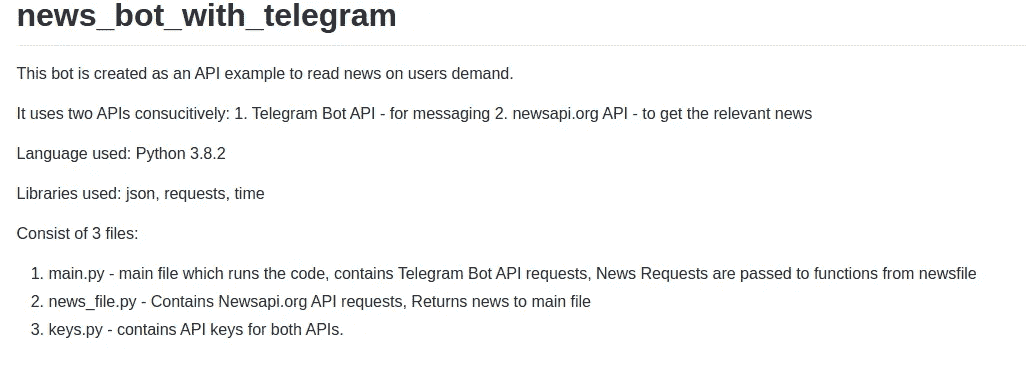 news_bot_with_telegram
This bot is created as an API example to read news on users demand.
It uses two APIs consucitively: 1. Telegram Bot API - for messaging 2. newsapi.org API - to get the relevant news
Language used: Python 3.8.2
Libraries used: json, requests, time
Consist of 3 files:
1. main.py - main file which runs the code, contains Telegram Bot API requests, News Requests are passed to functions from newsfile
2. news_file.py - Contains Newsapi.org API requests, Returns news to main file
3. keys.py - contains API keys for both APIs.